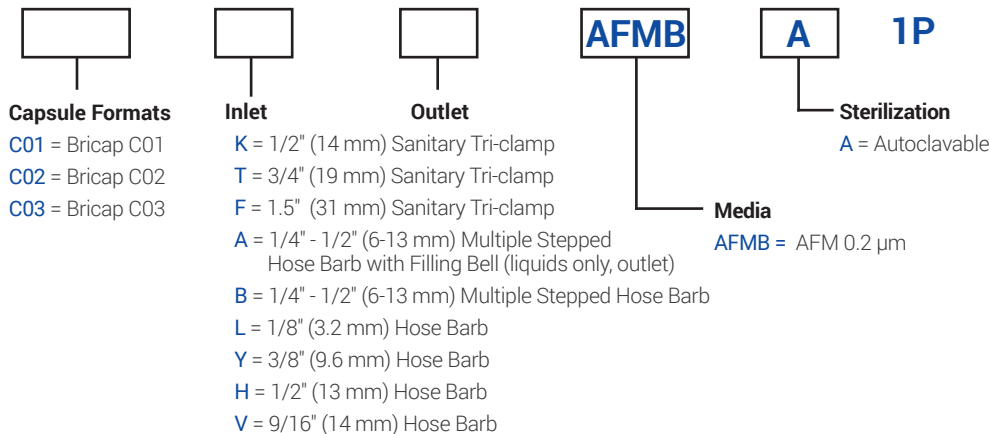 AFMB A 1P
Capsule Formats
C01 = Bricap C01
C02 = Bricap C02
C03 = Bricap C03
Inlet Outlet
K = 1/2" (14 mm) Sanitary Tri-clamp
T = 3/4" (19 mm) Sanitary Tri-clamp
F = 1.5" (31 mm) Sanitary Tri-clamp
A = 1/4" - 1/2" (6-13 mm) Multiple Stepped
Hose Barb with Filling Bell (liquids only, outlet)
B = 1/4" - 1/2" (6-13 mm) Multiple Stepped Hose Barb
L = 1/8" (3.2 mm) Hose Barb
Y = 3/8" (9.6 mm) Hose Barb
H = 1/2" (13 mm) Hose Barb
V = 9/16" (14 mm) Hose Barb
Media
AFMB = AFM 0.2 µm
Sterilization
A = Autoclavable